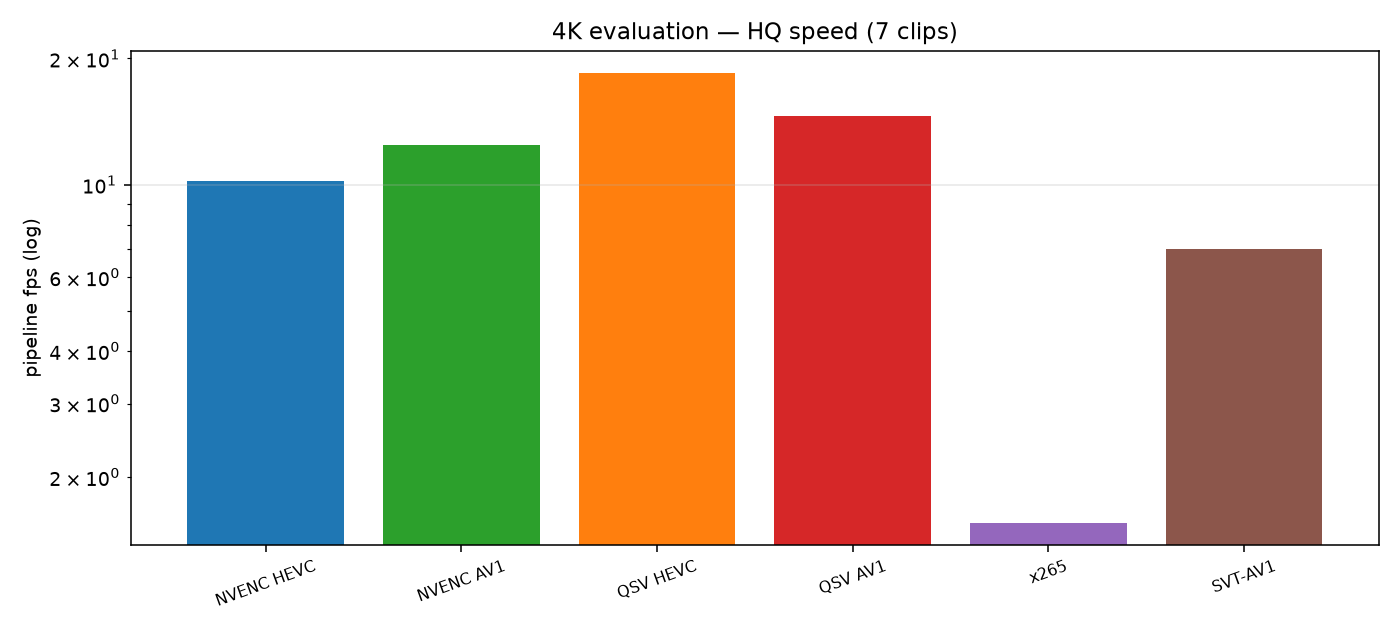 4K evaluation — HQ speed (7 clips)
pipeline fps (log)
2 × 10¹
10¹
6 × 10⁰
4 × 10⁰
3 × 10⁰
2 × 10⁰
NVENC HEVC
NVENC AV1
QSV HEVC
QSV AV1
x265
SVT-AV1